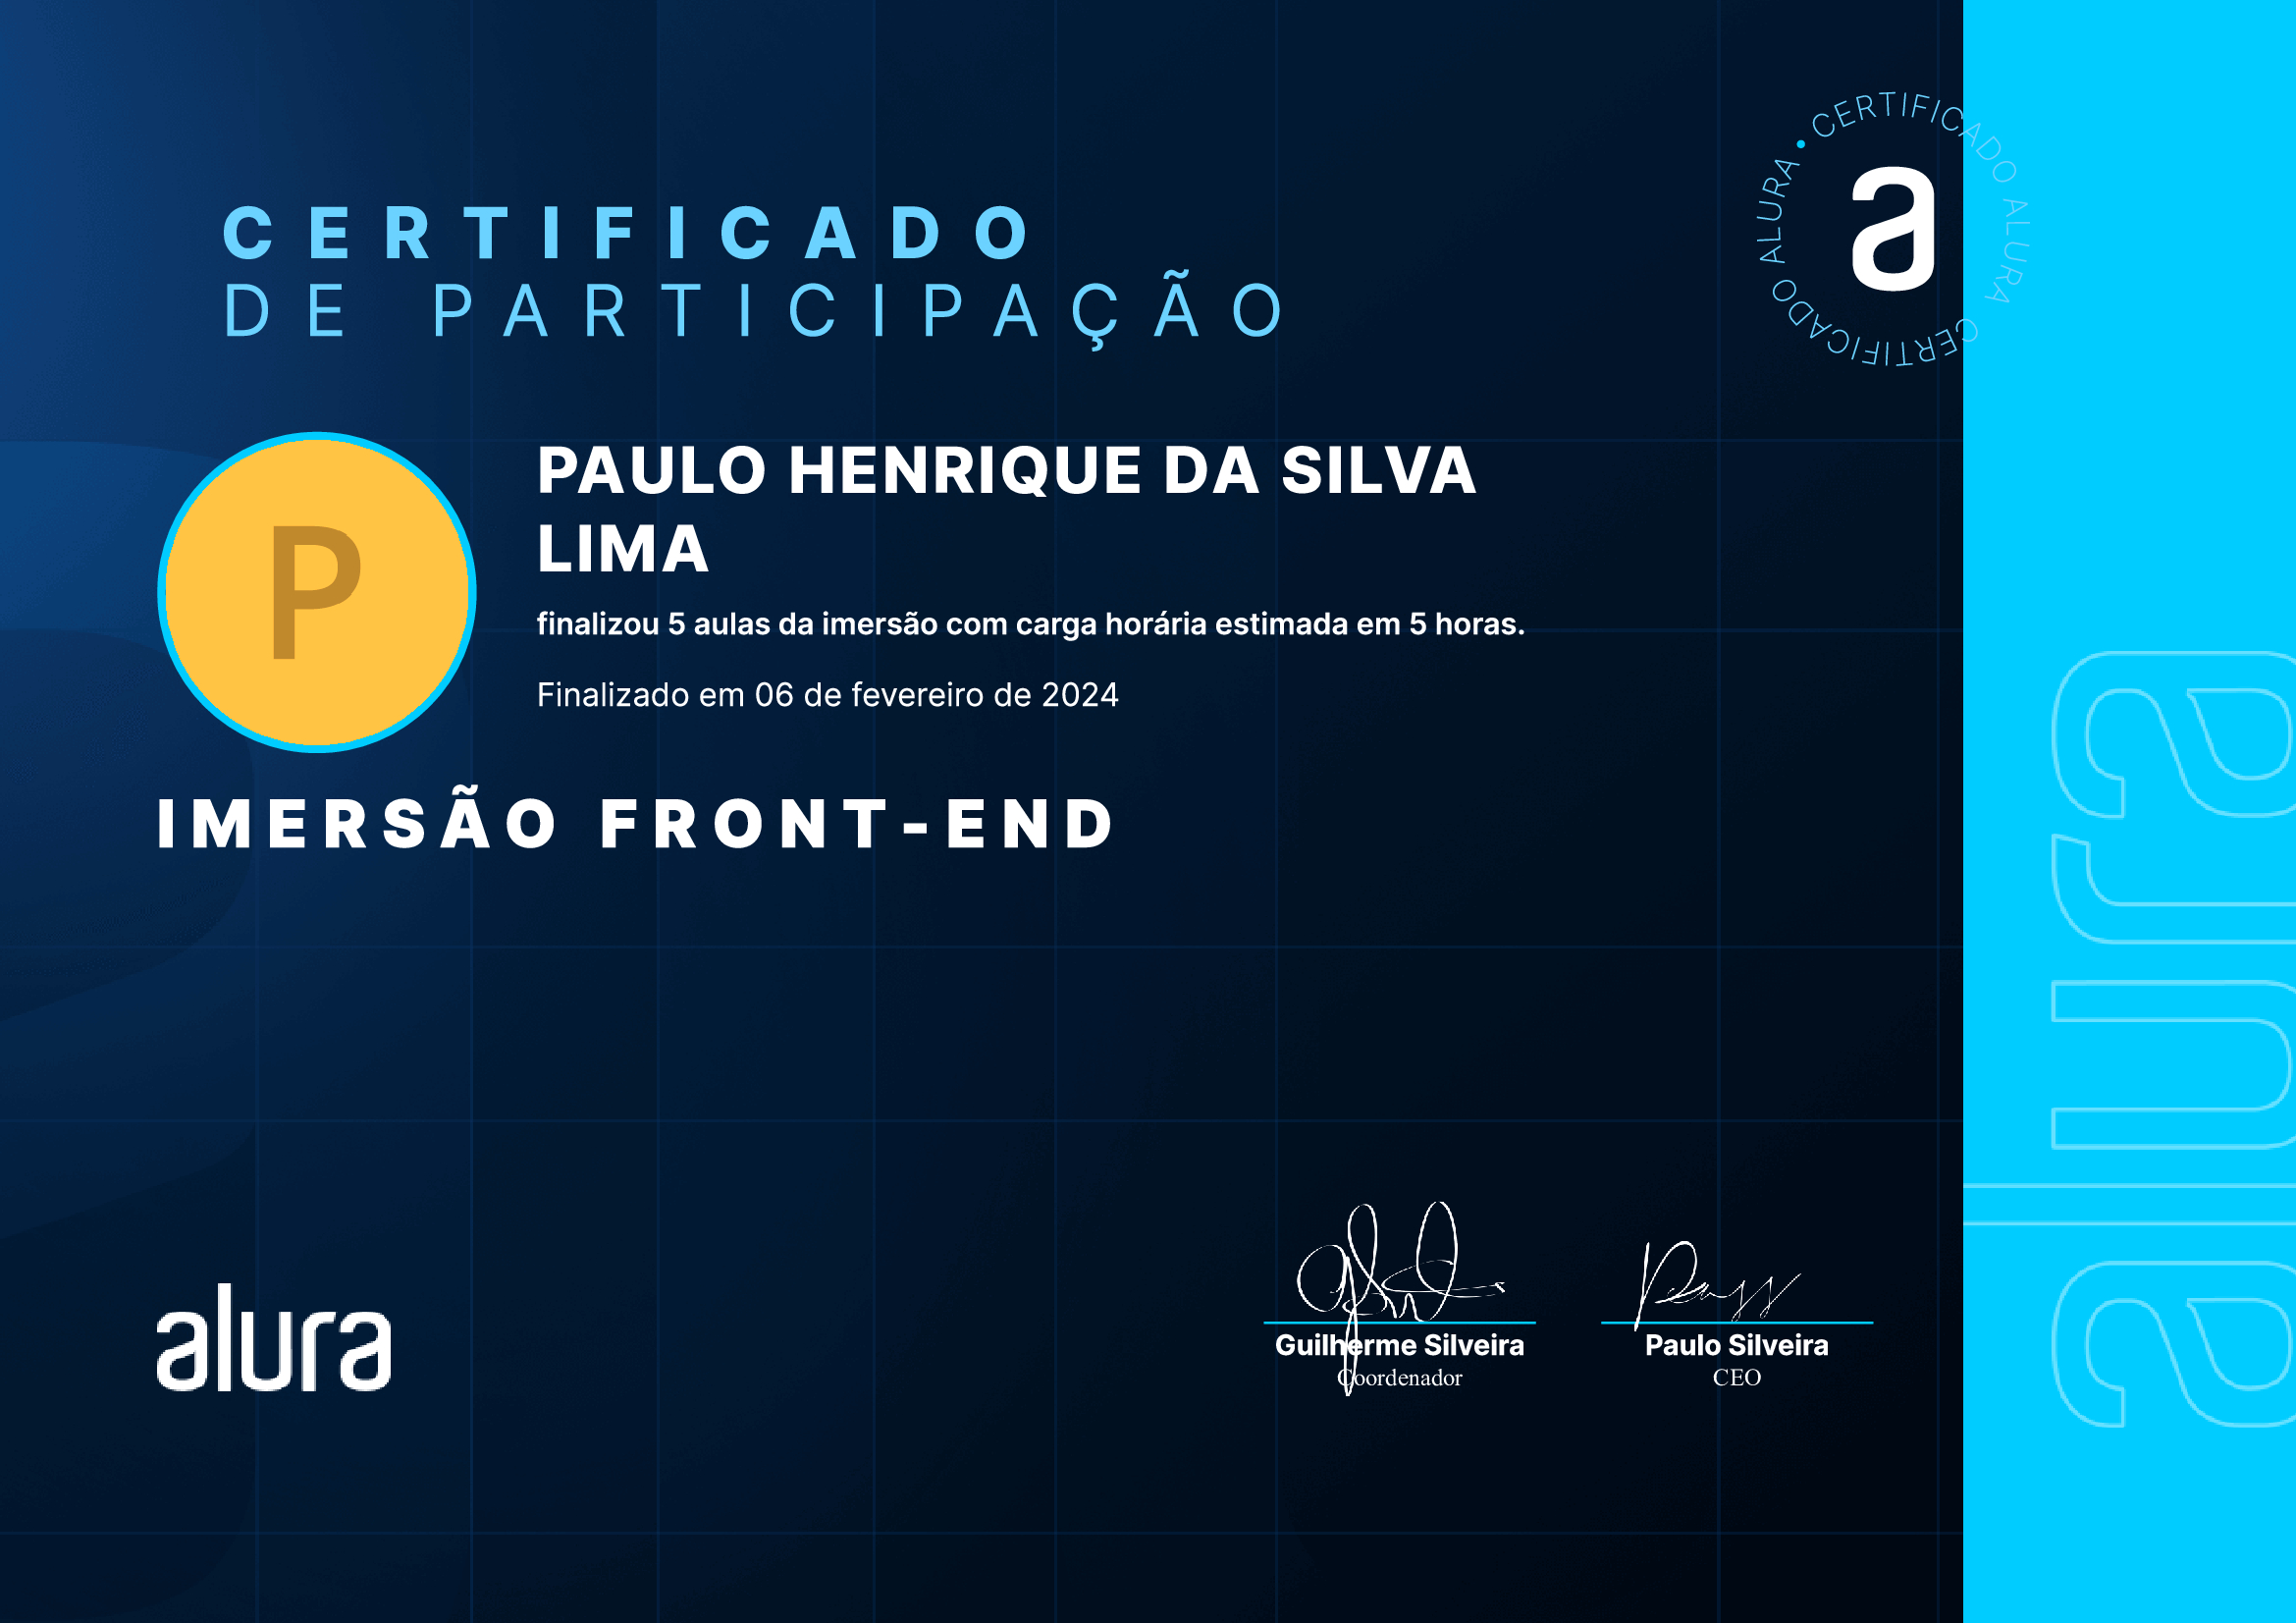 CERTIFICADO
DE PARTICIPAÇÃO
• CERTIFICADO ALURA CERTIFICADO ALURA
a
P
PAULO HENRIQUE DA SILVA
LIMA
finalizou 5 aulas da imersão com carga horária estimada em 5 horas.
Finalizado em 06 de fevereiro de 2024
IMERSÃO FRONT-END
alura
Guilherme Silveira
Coordenador
Paulo Silveira
CEO
alura